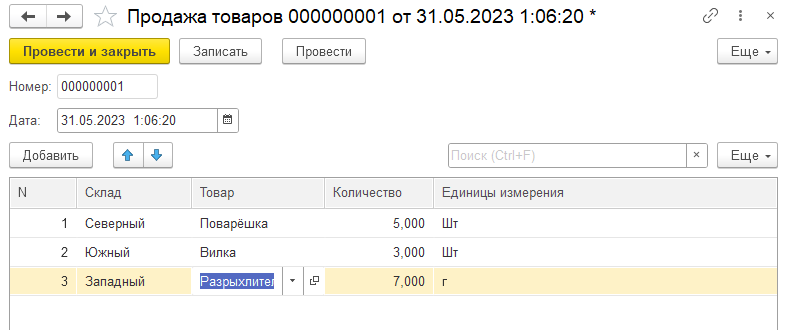 Продажа товаров 000000001 от 31.05.2023 1:06:20 *
Провести и закрыть Записать Провести Еще
Номер: 000000001
Дата: 31.05.2023 1:06:20
Добавить Поиск (Ctrl+F) × Еще
N Склад Товар Количество Единицы измерения
1 Северный Поварёшка 5,000 Шт
2 Южный Вилка 3,000 Шт
3 Западный Разрыхлител 7,000 г